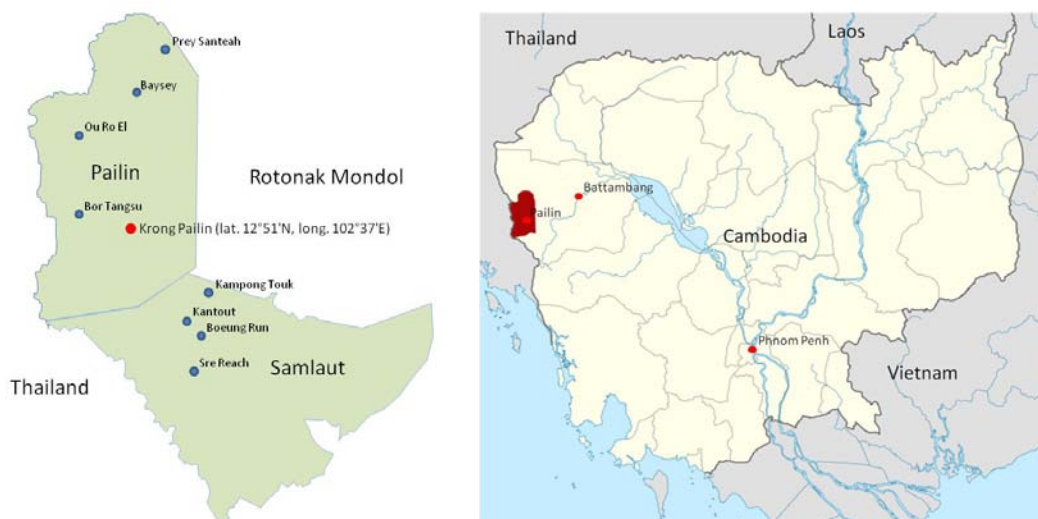 Prey Santeah
Baysey
Ou Ro El
Pailin
Rotonak Mondol
Bor Tangsu
Krong Pailin (lat. 12°51'N, long. 102°37'E)
Kampong Touk
Kantout
Boeung Run
Sre Reach
Samlaut
Thailand
Thailand
Laos
Battambang
Pailin
Cambodia
Phnom Penh
Vietnam